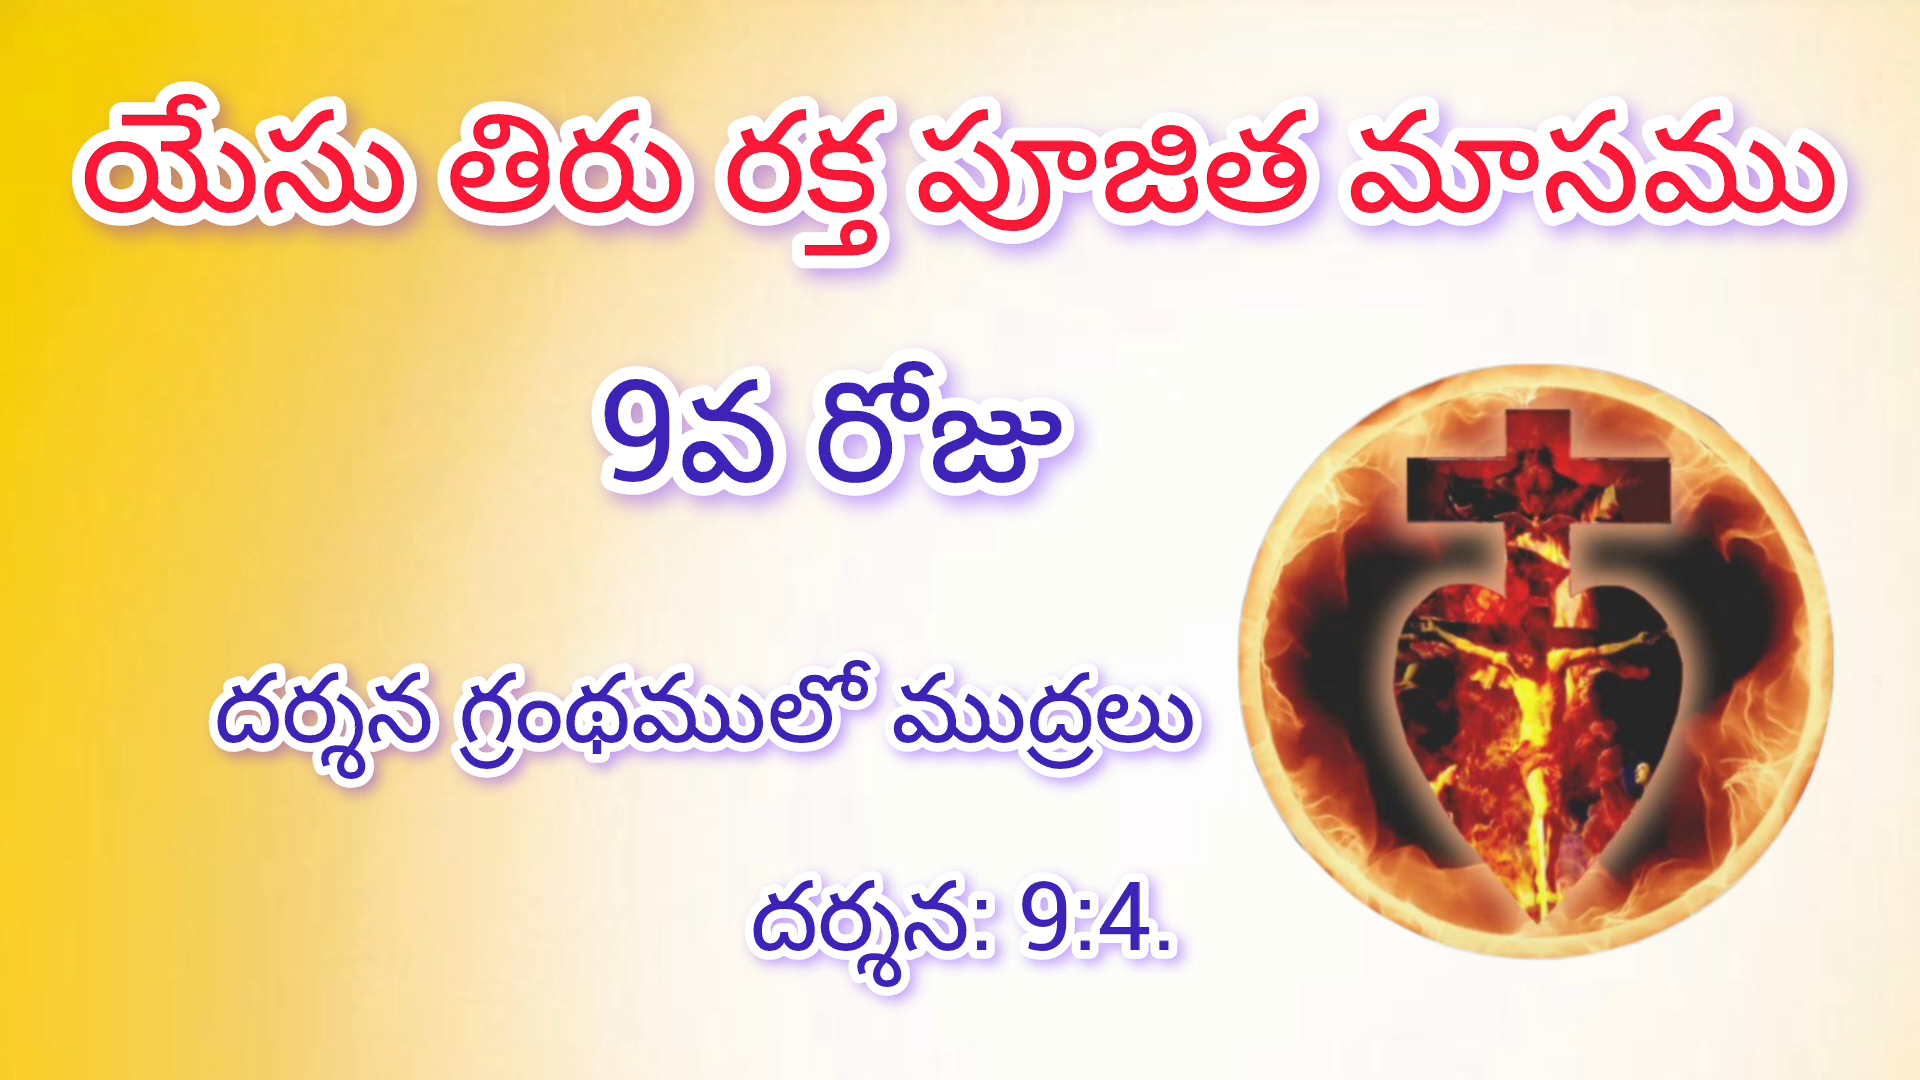 యేసు తిరు రక్త పూజిత మాసము
9వ రోజు
దర్శన గ్రంథములో ముద్రలు
దర్శన: 9:4.